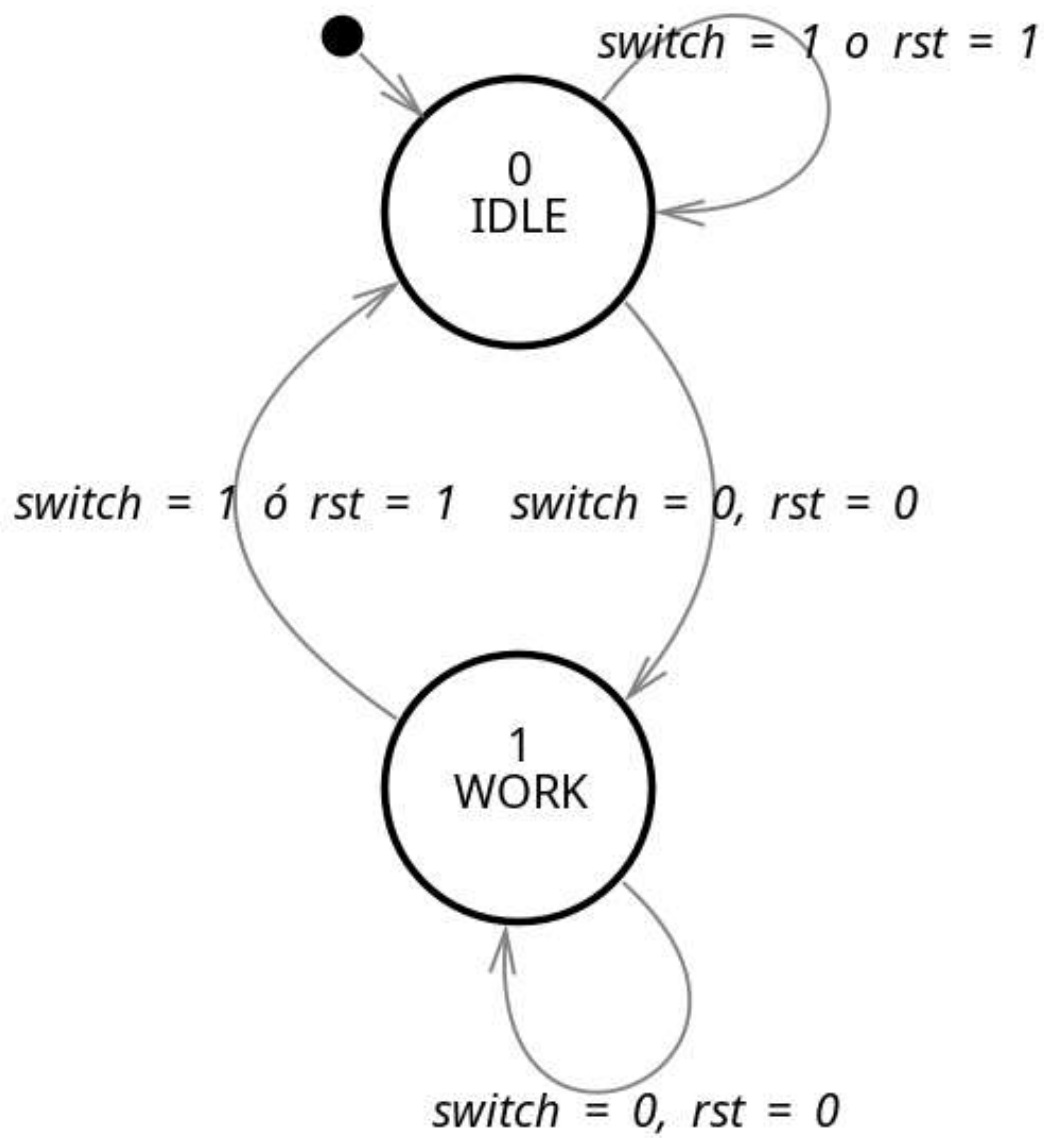 switch = 1 o rst = 1
0
IDLE
switch = 1 ó rst = 1
switch = 0, rst = 0
1
WORK
switch = 0, rst = 0